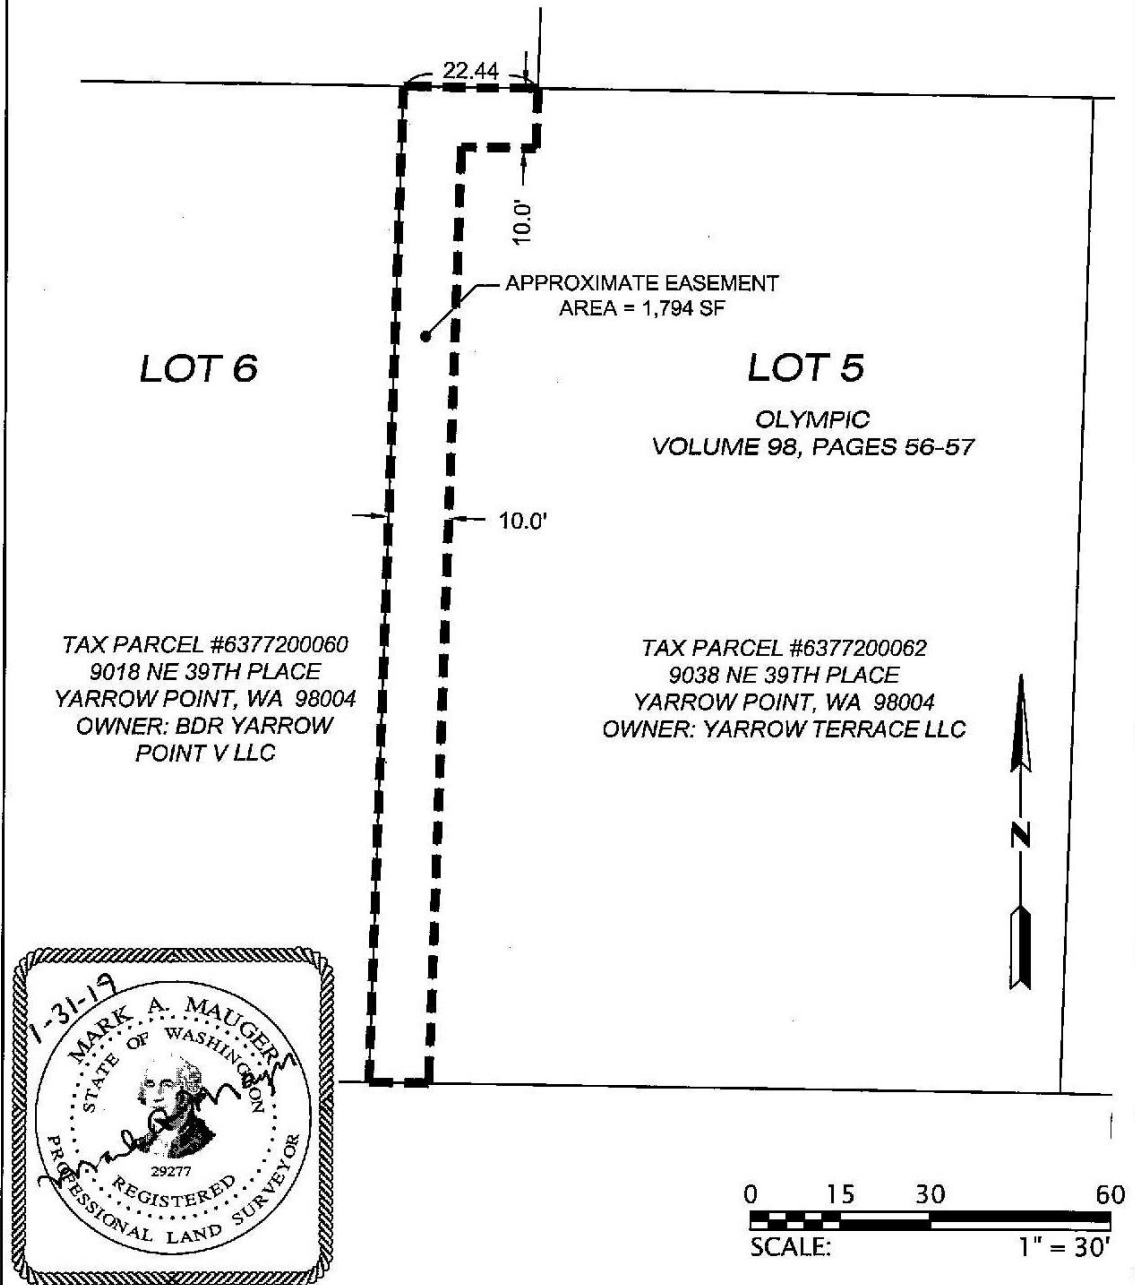 22.44
10.0'
APPROXIMATE EASEMENT
AREA = 1,794 SF
LOT 6
LOT 5
OLYMPIC
VOLUME 98, PAGES 56-57
10.0'
TAX PARCEL #6377200060
9018 NE 39TH PLACE
YARROW POINT, WA 98004
OWNER: BDR YARROW
POINT V LLC
TAX PARCEL #6377200062
9038 NE 39TH PLACE
YARROW POINT, WA 98004
OWNER: YARROW TERRACE LLC
N
1-31-19
MARK A. MAUGER
STATE OF WASHINGTON
29277
REGISTERED
PROFESSIONAL LAND SURVEYOR
0 15 30 60
SCALE: 1" = 30'